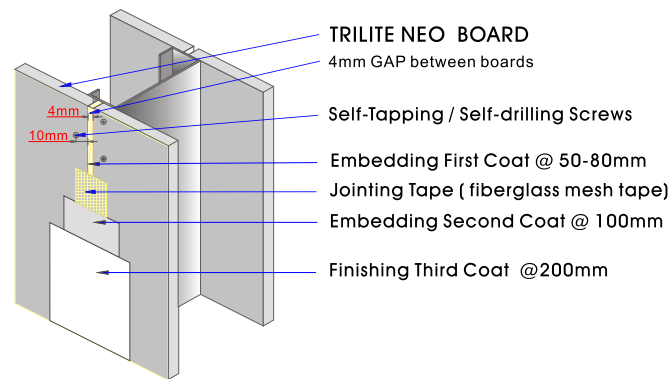 TRILITE NEO BOARD
4mm GAP between boards
4mm
Self-Tapping / Self-drilling Screws
10mm
Embedding First Coat @ 50-80mm
Jointing Tape ( fiberglass mesh tape)
Embedding Second Coat @ 100mm
Finishing Third Coat @200mm